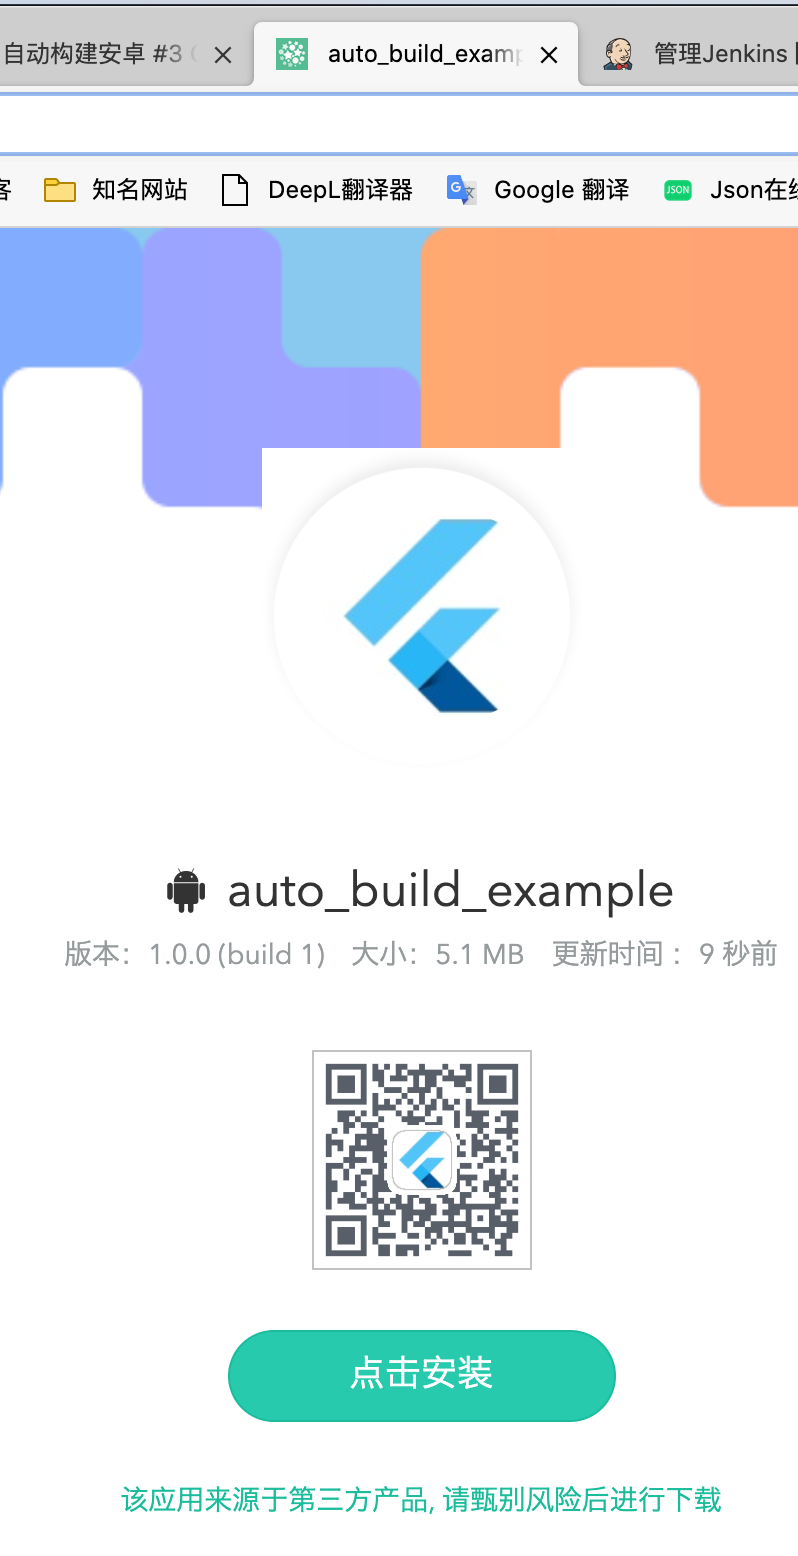 自动构建安卓 #3
auto_build_examp
管理Jenkins
客
知名网站
DeepL翻译器
Google 翻译
JSON
Json在线
auto_build_example
版本：1.0.0 (build 1) 大小：5.1 MB 更新时间 ：9 秒前
点击安装
该应用来源于第三方产品, 请甄别风险后进行下载